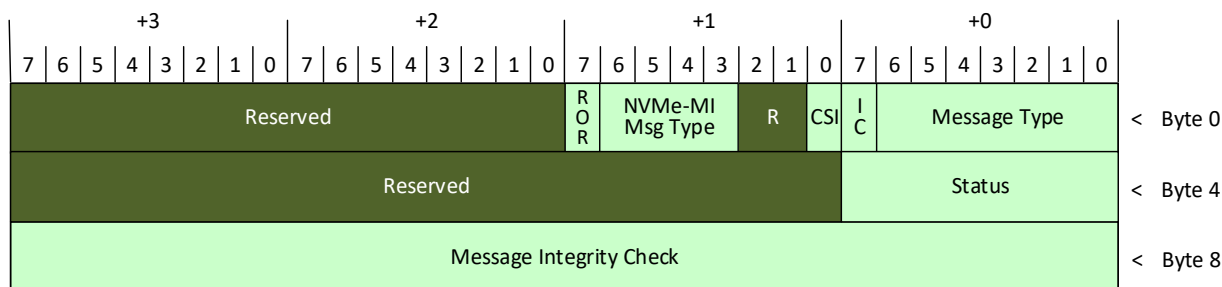 +3 +2 +1 +0
7 6 5 4 3 2 1 0 7 6 5 4 3 2 1 0 7 6 5 4 3 2 1 0 7 6 5 4 3 2 1 0
Reserved
R
O
R
NVMe-MI
Msg Type
R
CSI
I
C
Message Type
< Byte 0
Reserved
Status
< Byte 4
Message Integrity Check
< Byte 8